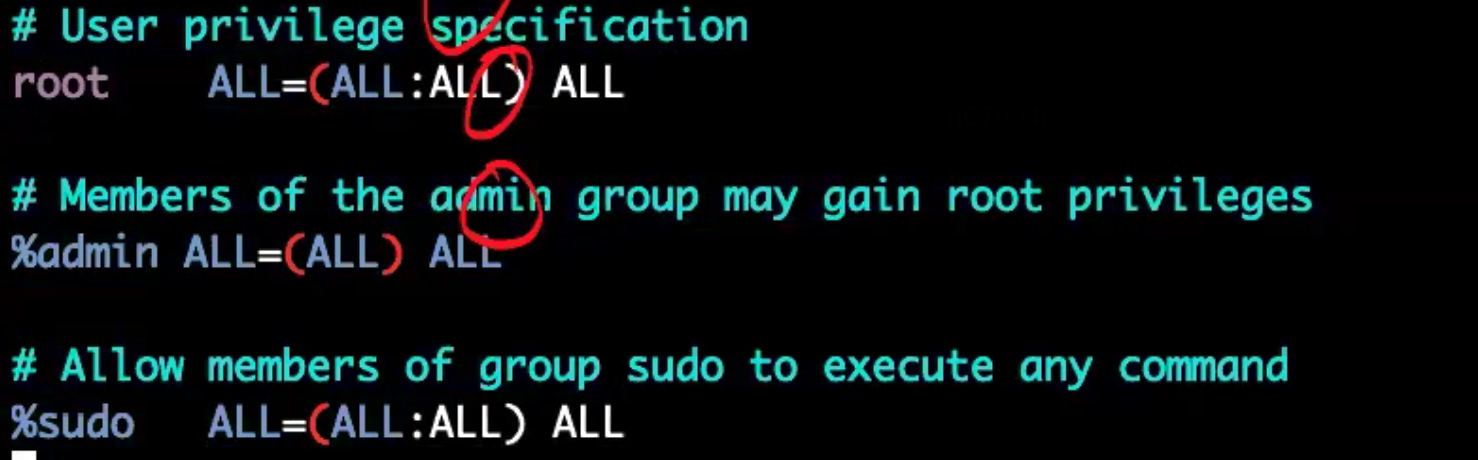 # User privilege specification
root    ALL=(ALL:ALL) ALL
# Members of the admin group may gain root privileges
%admin ALL=(ALL) ALL
# Allow members of group sudo to execute any command
%sudo   ALL=(ALL:ALL) ALL